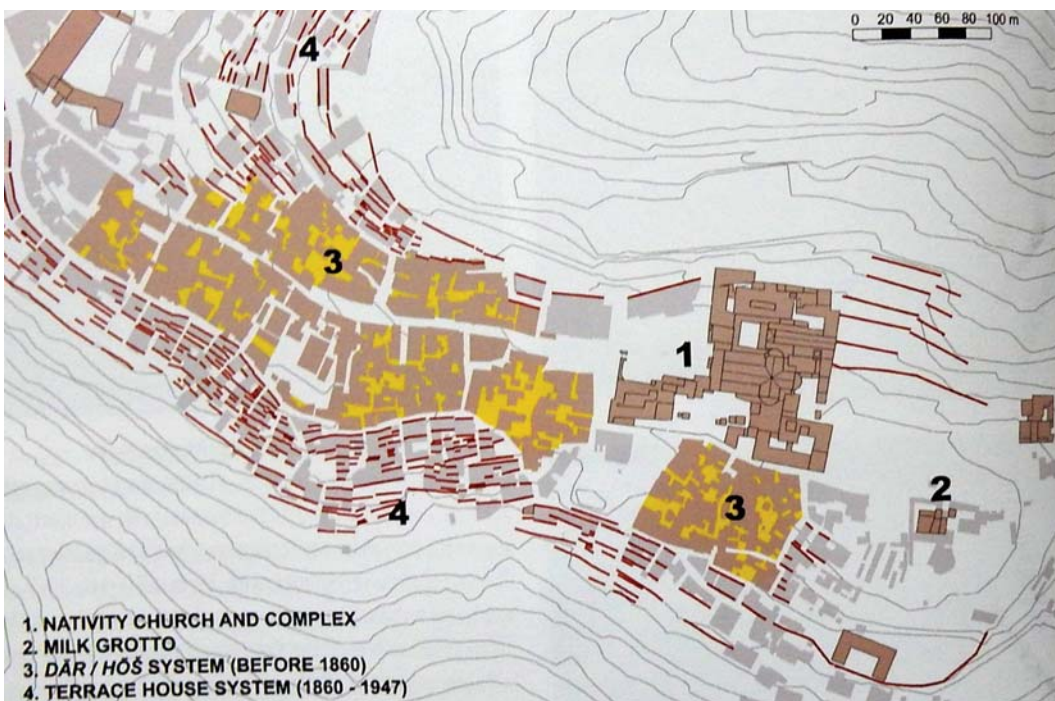 0 20 40 60 80 100 m
4
3
1
2
3
4
1. NATIVITY CHURCH AND COMPLEX
2. MILK GROTTO
3. DĀR / HŌŠ SYSTEM (BEFORE 1860)
4. TERRACE HOUSE SYSTEM (1860 - 1947)